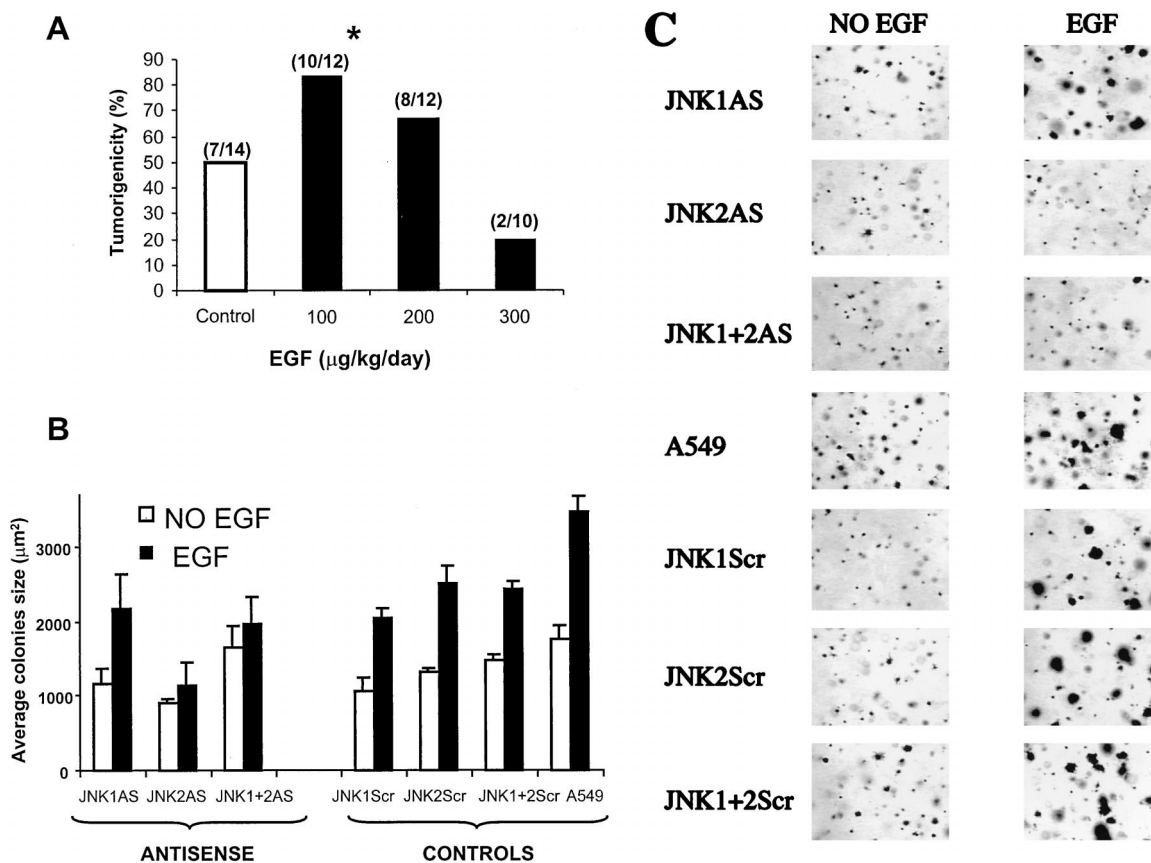 A
*
(10/12)
(8/12)
(7/14)
(2/10)
Tumorigenicity (%)
90
80
70
60
50
40
30
20
10
0
Control 100 200 300
EGF (μg/kg/day)
B
NO EGF
EGF
Average colonies size (μm²)
3000
2000
1000
0
JNK1AS JNK2AS JNK1+2AS JNK1Scr JNK2Scr JNK1+2Scr A549
ANTISENSE CONTROLS
C
NO EGF EGF
JNK1AS
JNK2AS
JNK1+2AS
A549
JNK1Scr
JNK2Scr
JNK1+2Scr